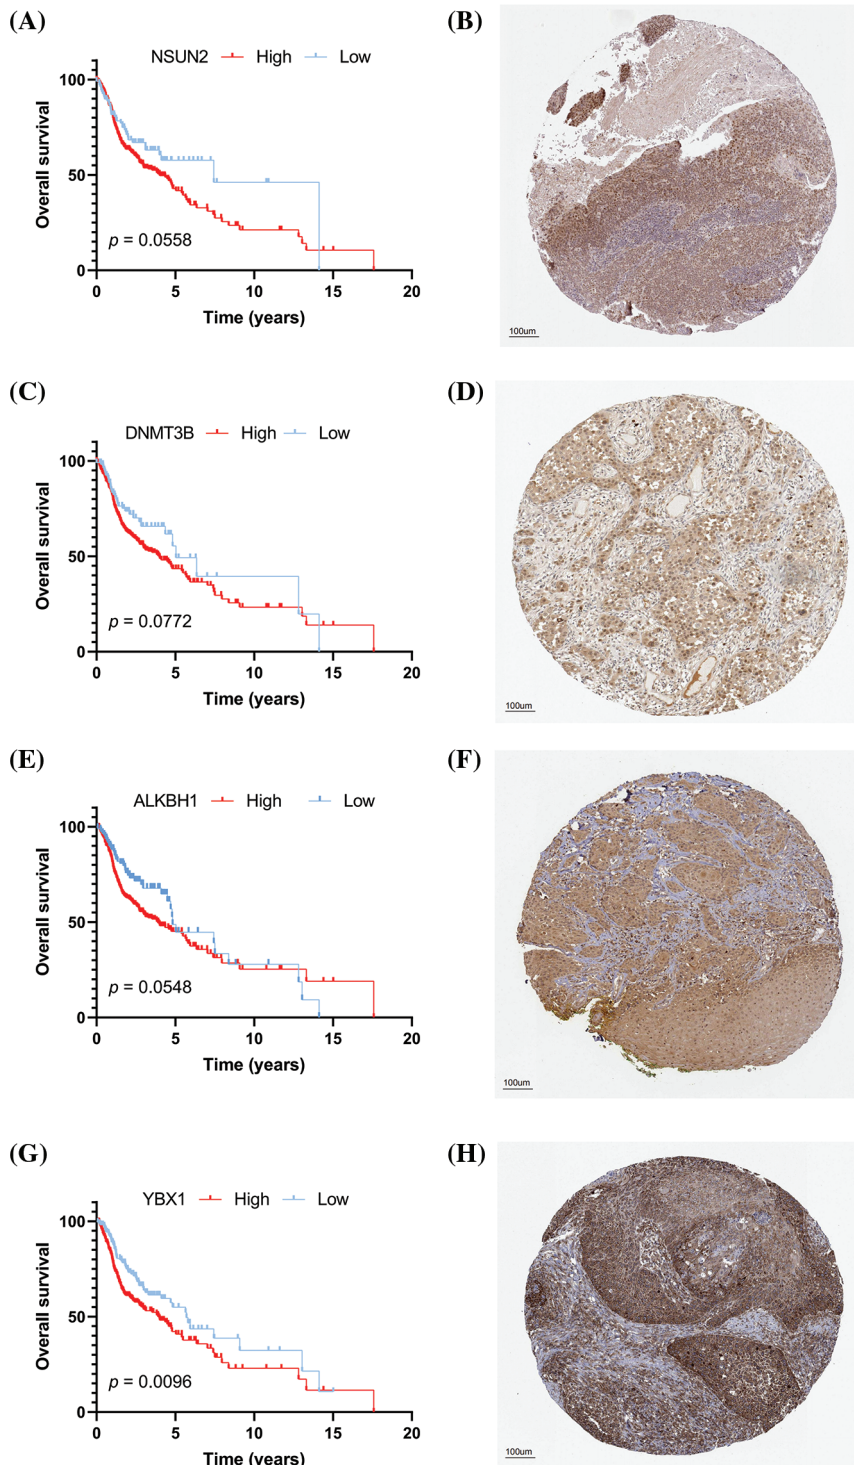 (A)
NSUN2 High Low
100
50
0
Overall survival
p = 0.0558
0 5 10 15 20
Time (years)
(B)
100um
(C)
DNMT3B High Low
100
50
0
Overall survival
p = 0.0772
0 5 10 15 20
Time (years)
(D)
100um
(E)
ALKBH1 High Low
100
50
0
Overall survival
p = 0.0548
0 5 10 15 20
Time (years)
(F)
100um
(G)
YBX1 High Low
100
50
0
Overall survival
p = 0.0096
0 5 10 15 20
Time (years)
(H)
100um